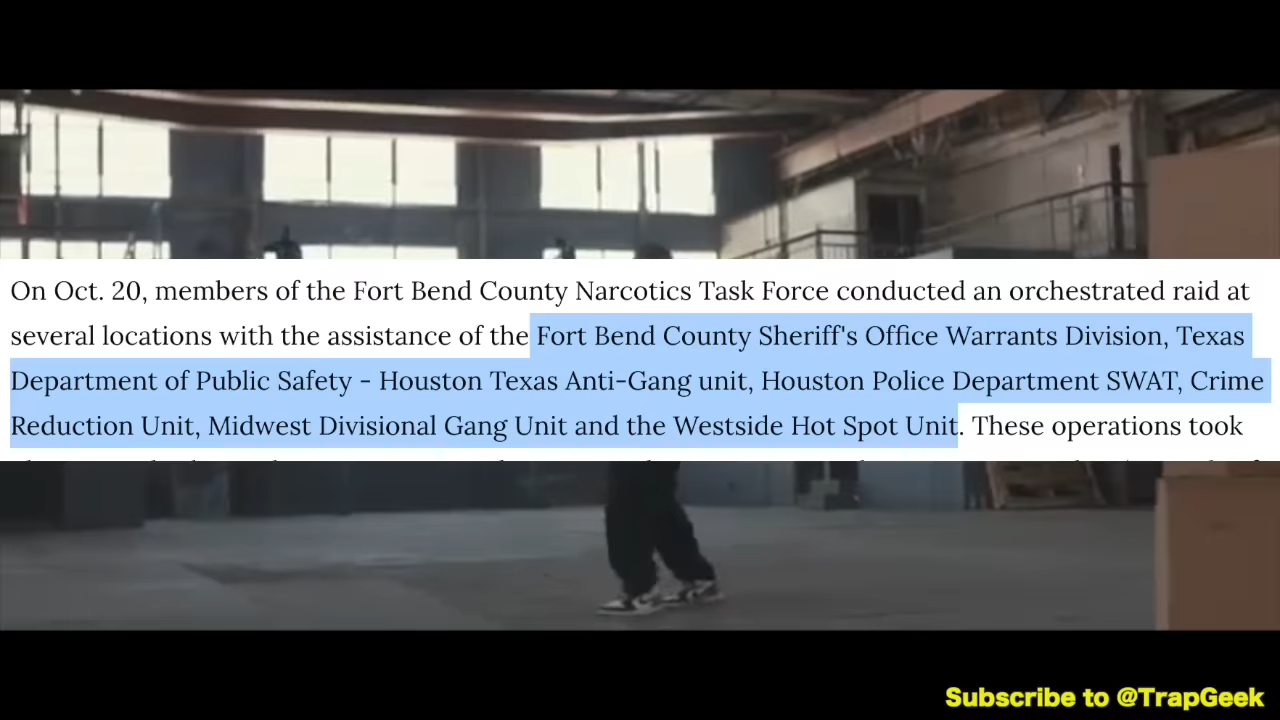 On Oct. 20, members of the Fort Bend County Narcotics Task Force conducted an orchestrated raid at
several locations with the assistance of the Fort Bend County Sheriff's Office Warrants Division, Texas
Department of Public Safety - Houston Texas Anti-Gang unit, Houston Police Department SWAT, Crime
Reduction Unit, Midwest Divisional Gang Unit and the Westside Hot Spot Unit. These operations took
Subscribe to @TrapGeek